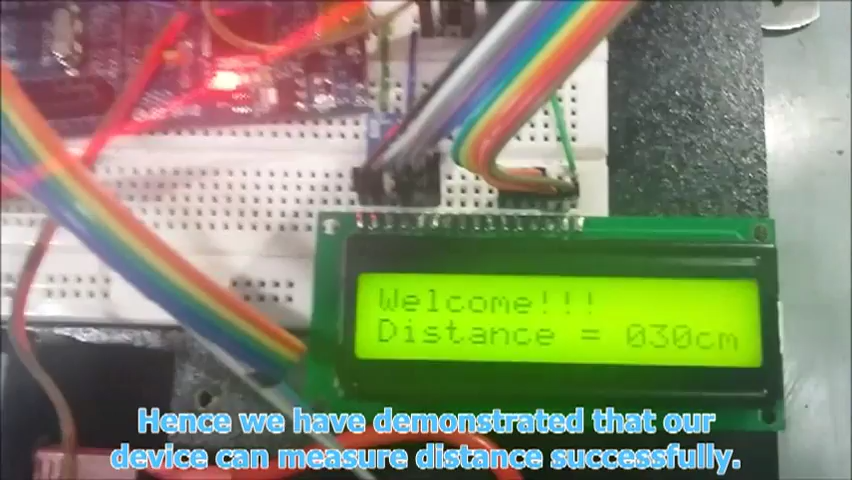 Welcome!!!
Distance = 030cm
Hence we have demonstrated that our
device can measure distance successfully.